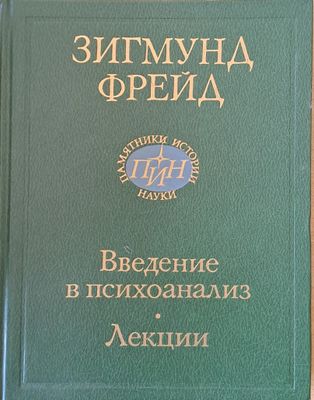 ЗИГМУНД
ФРЕЙД
ПАМЯТНИКИ ИСТОРИИ
ПИН
НАУКИ
Введение
в психоанализ
·
Лекции